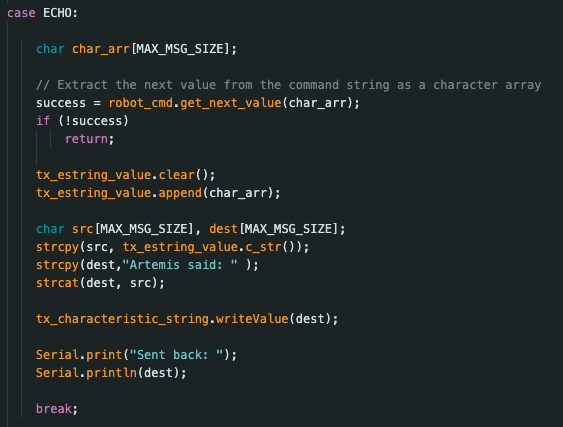 case ECHO:
char char_arr[MAX_MSG_SIZE];
// Extract the next value from the command string as a character array
success = robot_cmd.get_next_value(char_arr);
if (!success)
return;
tx_estring_value.clear();
tx_estring_value.append(char_arr);
char src[MAX_MSG_SIZE], dest[MAX_MSG_SIZE];
strcpy(src, tx_estring_value.c_str());
strcpy(dest,"Artemis said: " );
strcat(dest, src);
tx_characteristic_string.writeValue(dest);
Serial.print("Sent back: ");
Serial.println(dest);
break;